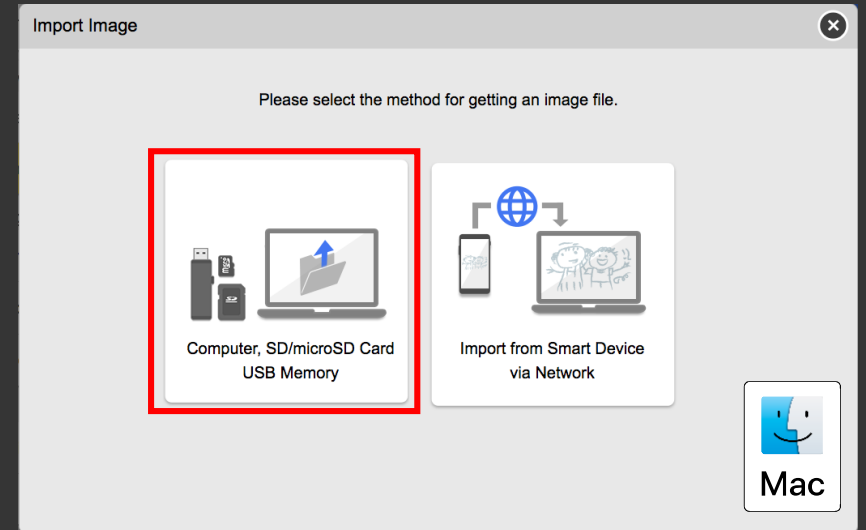 Import Image
Please select the method for getting an image file.
Computer, SD/microSD Card
USB Memory
Import from Smart Device
via Network
Mac